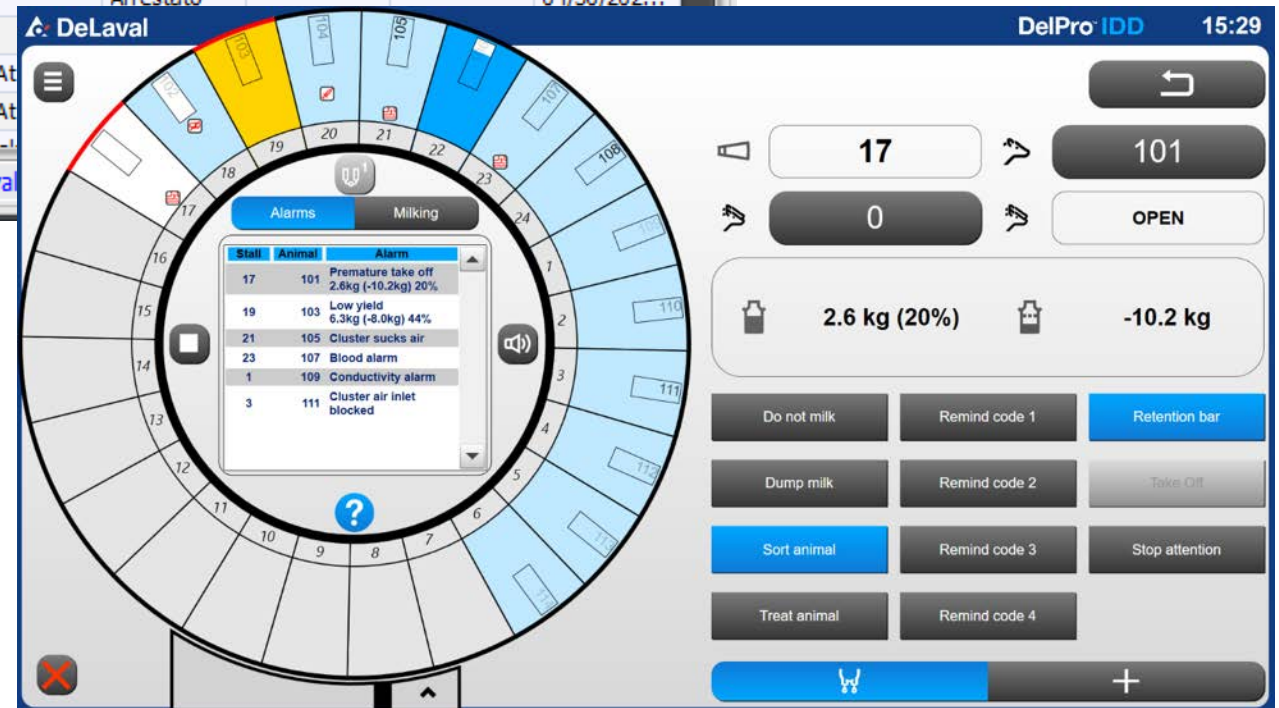 Arrestato
DeLaval
DelPro IDD 15:29
102
103
104
105
107
108
109
110
111
112
113
114
17
18
19
20
21
22
23
24
1
2
3
4
5
6
7
8
9
10
11
12
13
14
15
16
Alarms Milking
Stall Animal Alarm
17 101 Premature take off
2.6kg (-10.2kg) 20%
19 103 Low yield
6.3kg (-8.0kg) 44%
21 105 Cluster sucks air
23 107 Blood alarm
1 109 Conductivity alarm
3 111 Cluster air inlet
blocked
?
17 101
0 OPEN
2.6 kg (20%) -10.2 kg
Do not milk Remind code 1 Retention bar
Dump milk Remind code 2 Take Off
Sort animal Remind code 3 Stop attention
Treat animal Remind code 4
+